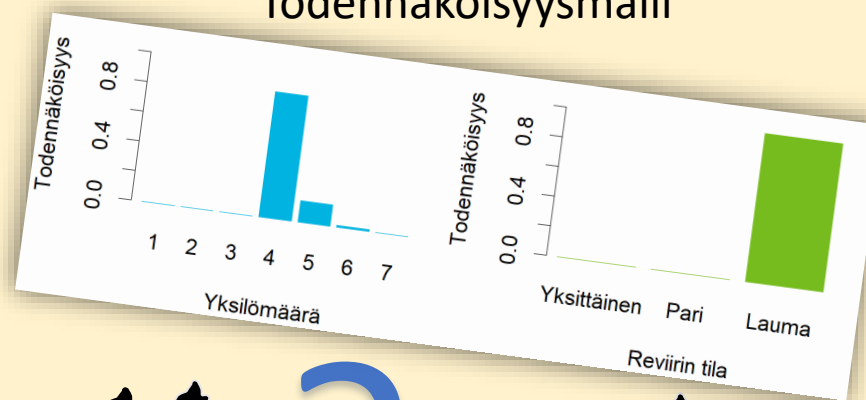 Todennäköisyysmalli
Todennäköisyys
0.8
0.4
0.0
1 2 3 4 5 6 7
Yksilömäärä
Todennäköisyys
0.8
0.4
0.0
Yksittäinen Pari Lauma
Reviirin tila